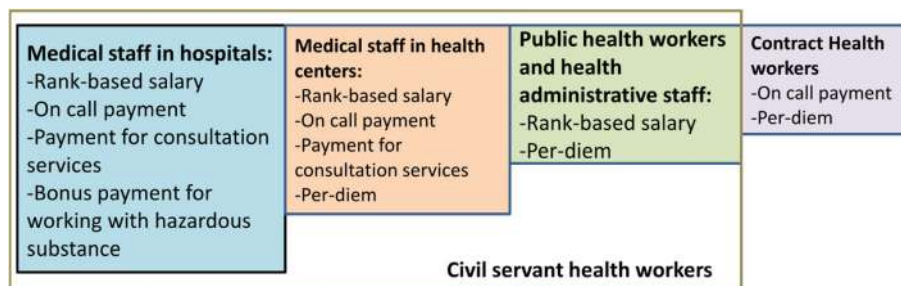 Medical staff in hospitals:
-Rank-based salary
-On call payment
-Payment for consultation
services
-Bonus payment for
working with hazardous
substance
Medical staff in health
centers:
-Rank-based salary
-On call payment
-Payment for
consultation services
-Per-diem
Public health workers
and health
administrative staff:
-Rank-based salary
-Per-diem
Contract Health
workers
-On call payment
-Per-diem
Civil servant health workers